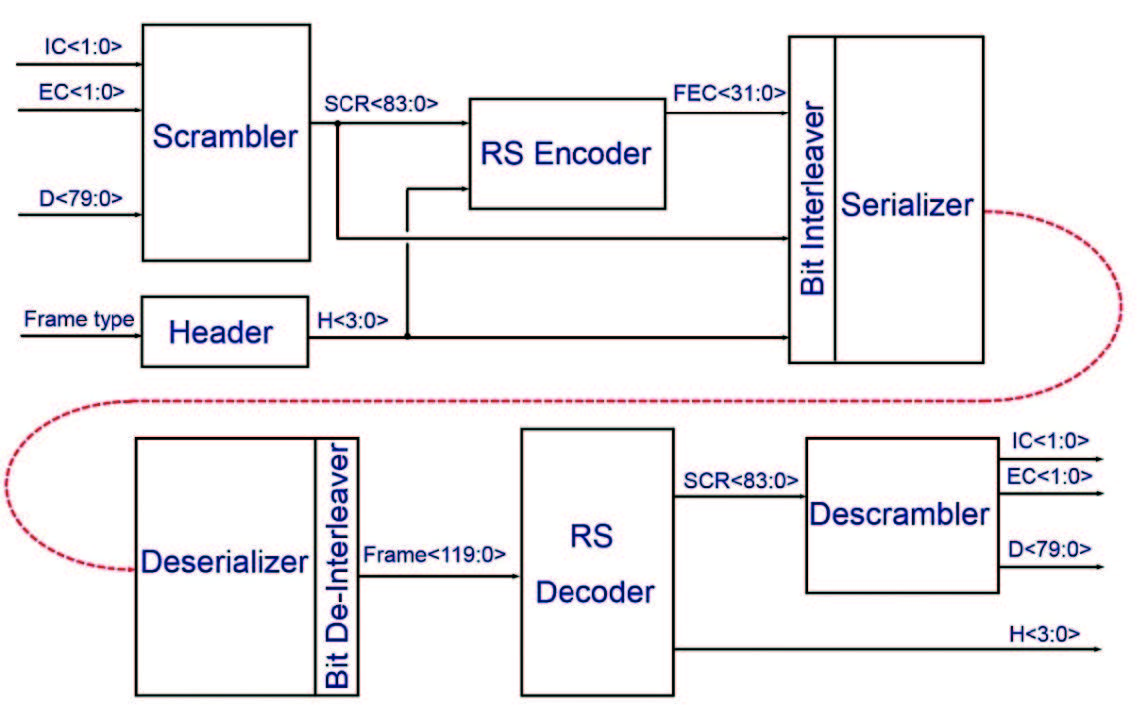 IC<1:0>
EC<1:0>
D<79:0>
Scrambler
SCR<83:0>
RS Encoder
FEC<31:0>
Bit Interleaver
Serializer
Frame type
Header
H<3:0>
Deserializer
Bit De-Interleaver
Frame<119:0>
RS
Decoder
SCR<83:0>
Descrambler
IC<1:0>
EC<1:0>
D<79:0>
H<3:0>